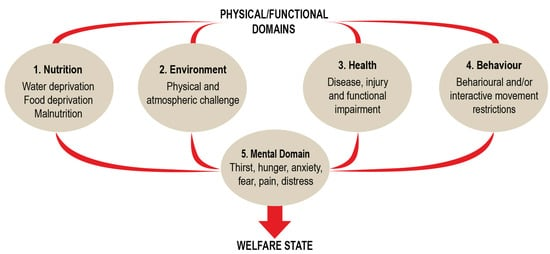 PHYSICAL/FUNCTIONAL
DOMAINS
1. Nutrition
Water deprivation
Food deprivation
Malnutrition
2. Environment
Physical and
atmospheric challenge
3. Health
Disease, injury
and functional
impairment
4. Behaviour
Beharioural and/or
interactive movement
restrictions
5. Mental Domain
Thirst, hunger, anxiety,
fear, pain, distress
WELFARE STATE